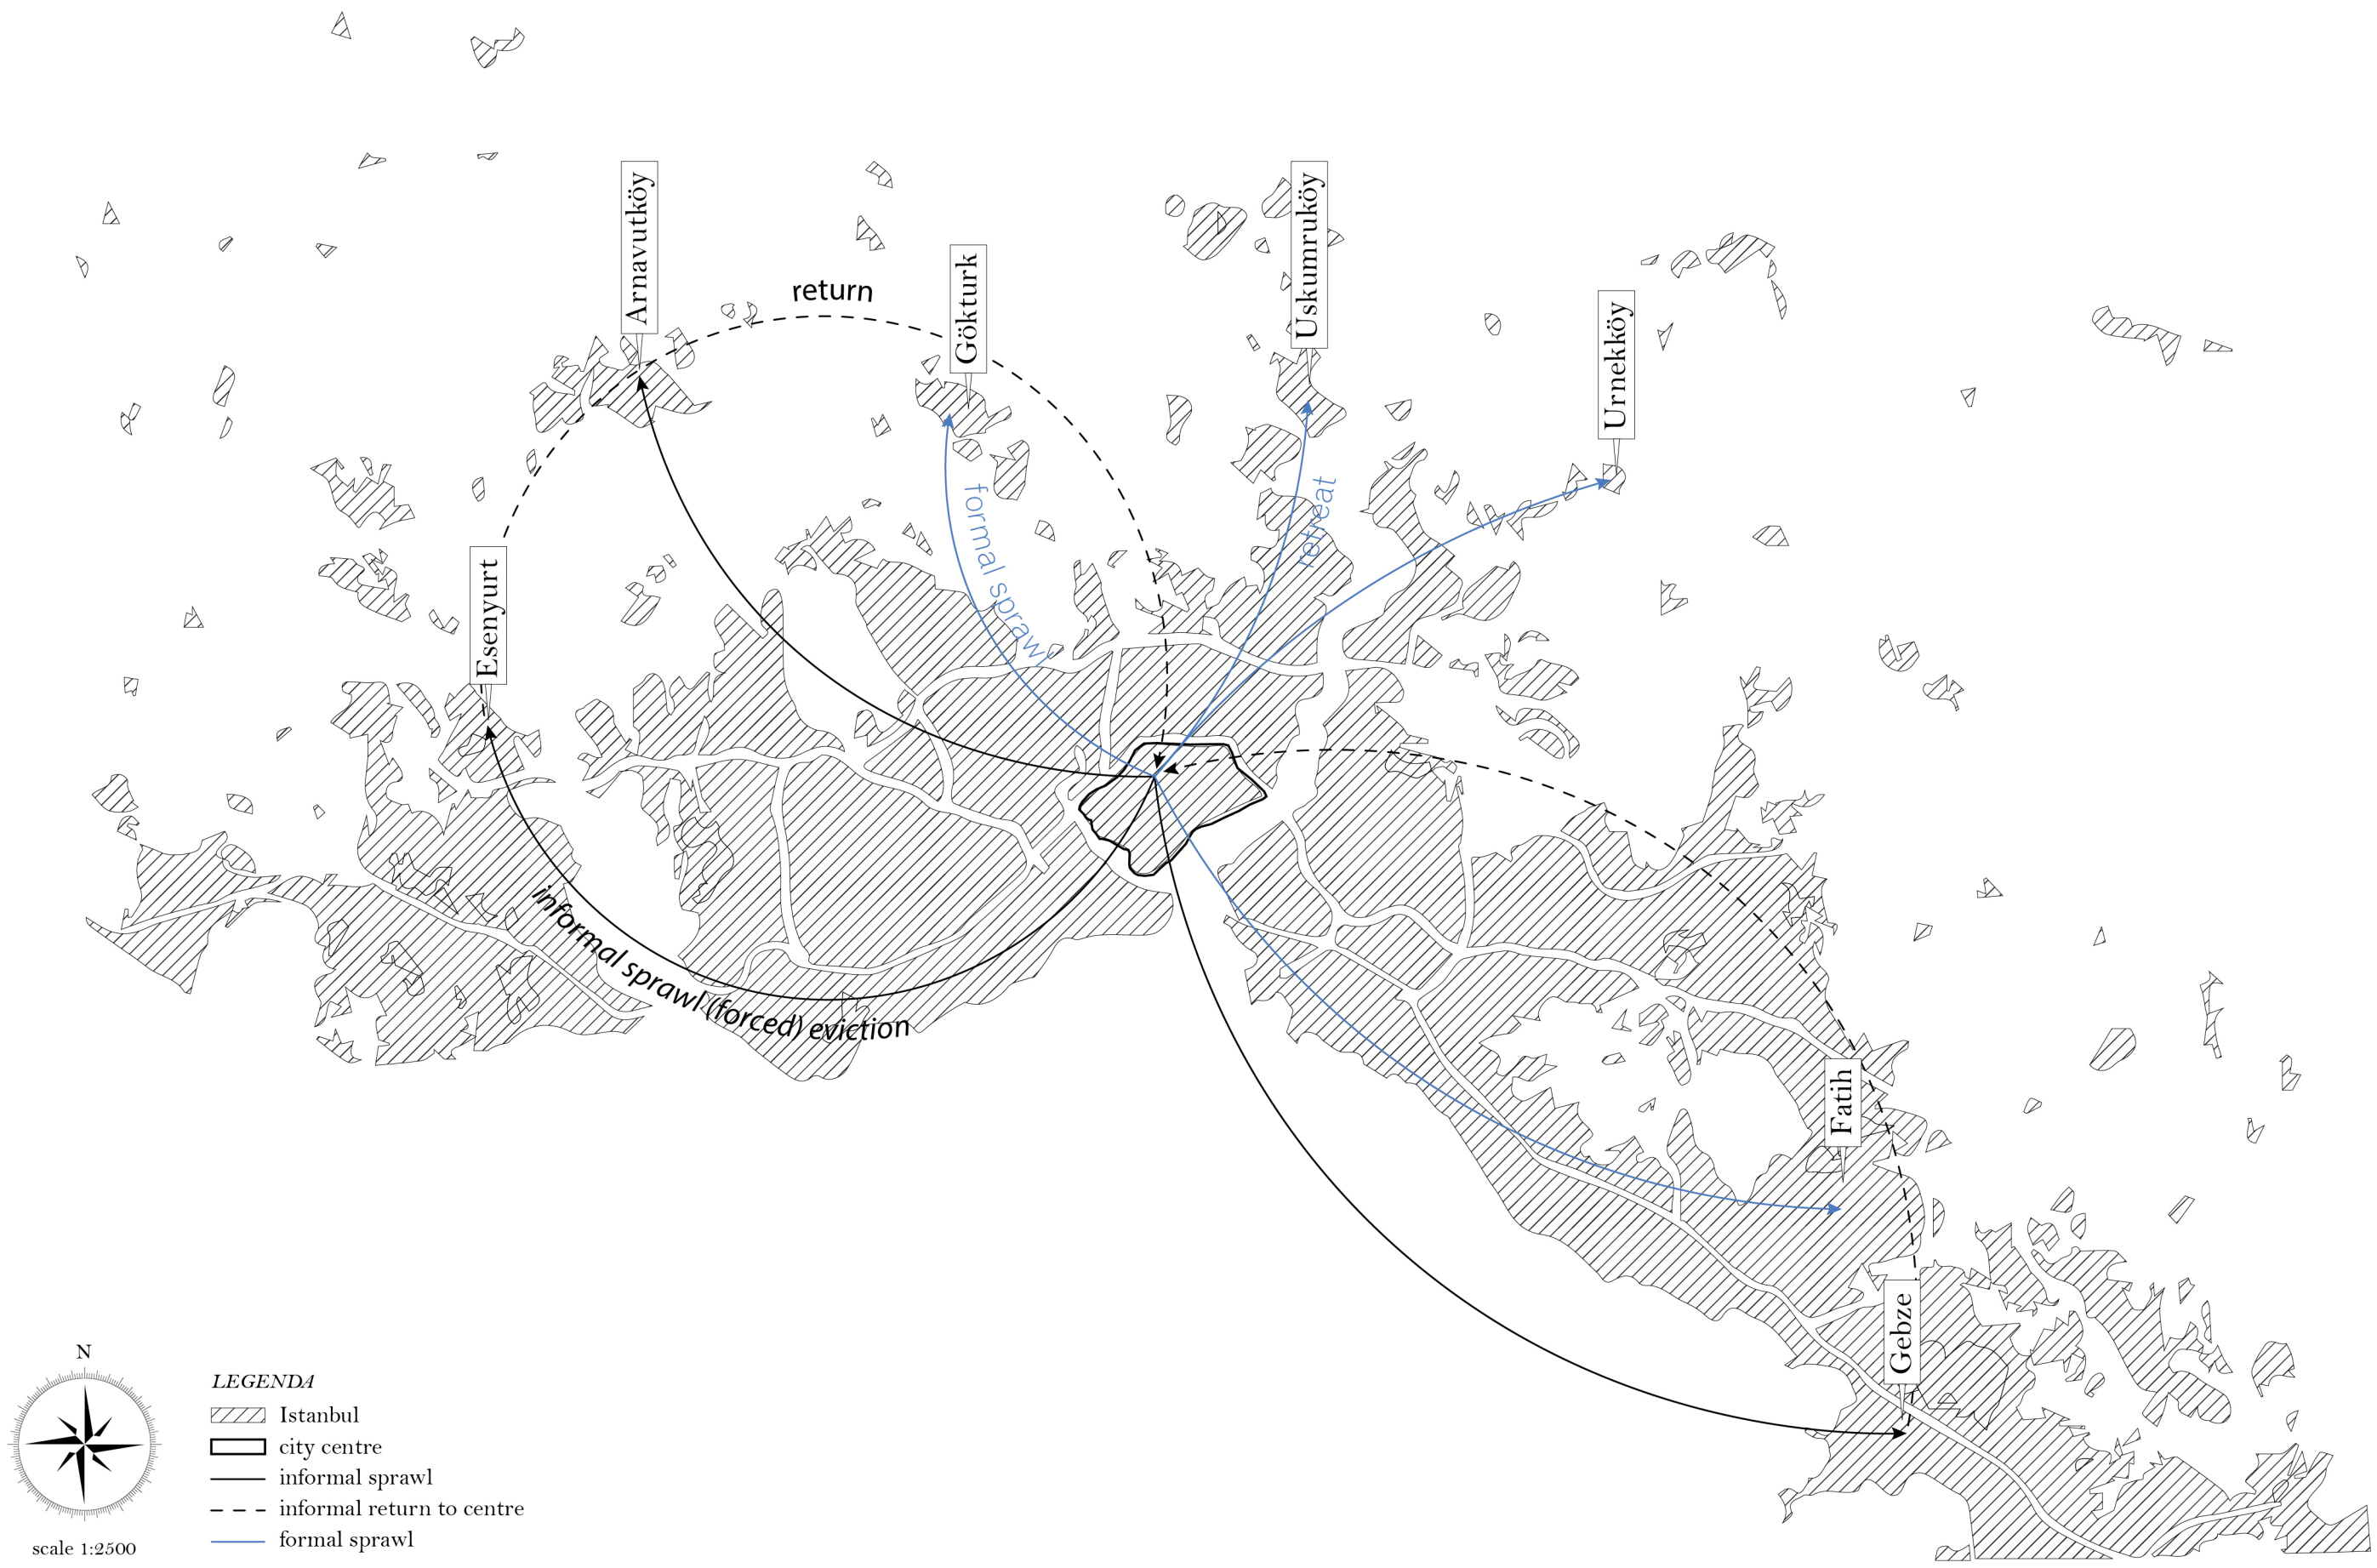 Arnavutköy
Uskumruköy
Gökturk
return
Urnekköy
formal sprawl
retreat
Esenyurt
informal sprawl (forced) eviction
Fatih
Gebze
N
scale 1:2500
LEGENDA
Istanbul
city centre
informal sprawl
informal return to centre
formal sprawl